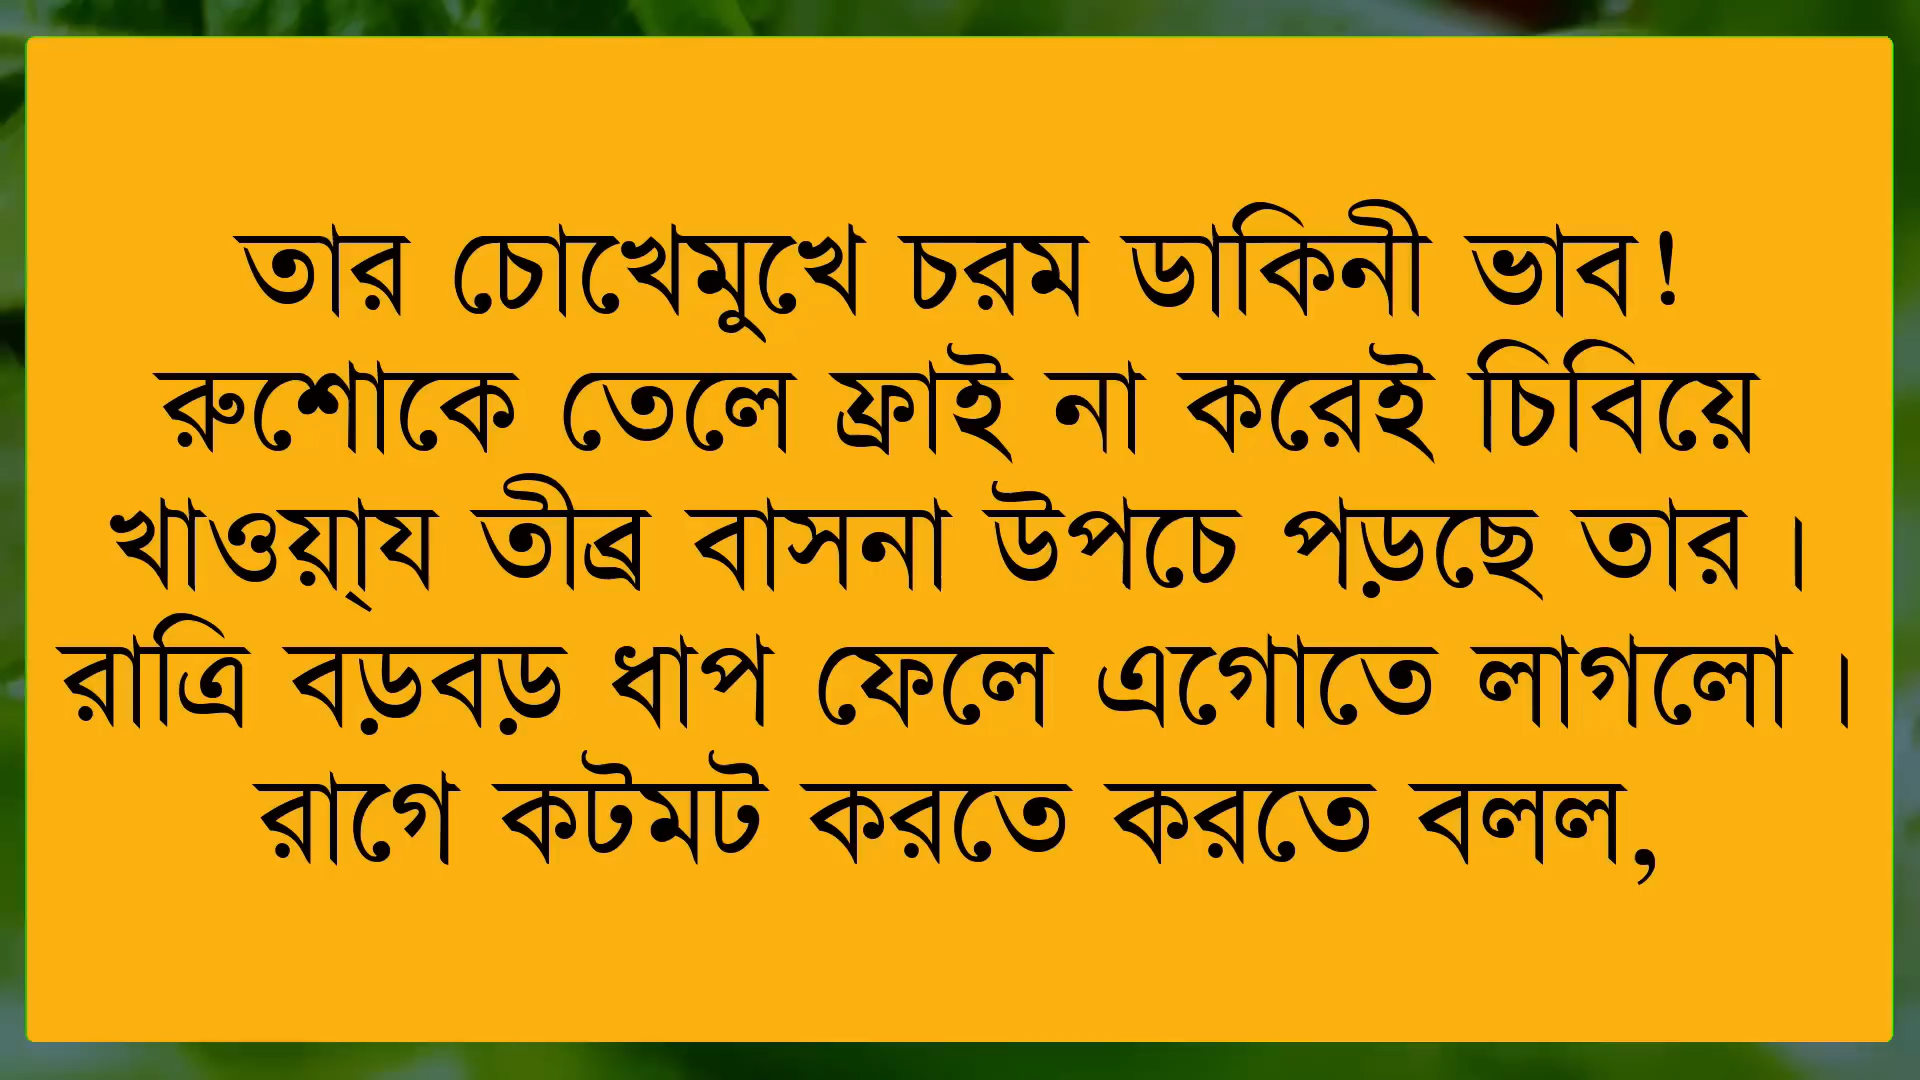 তার চোখেমুখে চরম ডাকিনী ভাব!
রুশোকে তেলে ফ্রাই না করেই চিবিয়ে
খাওয়া্য তীব্র বাসনা উপচে পড়ছে তার।
রাত্রি বড়বড় ধাপ ফেলে এগোতে লাগলো।
রাগে কটমট করতে করতে বলল,